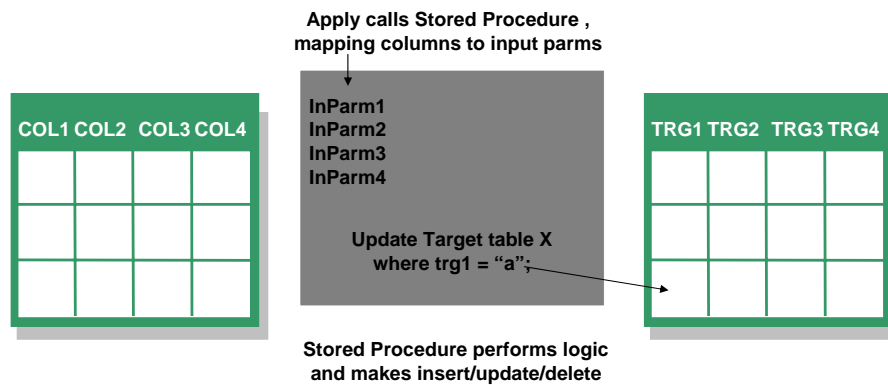 Apply calls Stored Procedure ,
mapping columns to input parms
COL1 COL2 COL3 COL4
InParm1
InParm2
InParm3
InParm4
Update Target table X
where trg1 = “a”;
TRG1 TRG2 TRG3 TRG4
Stored Procedure performs logic
and makes insert/update/delete